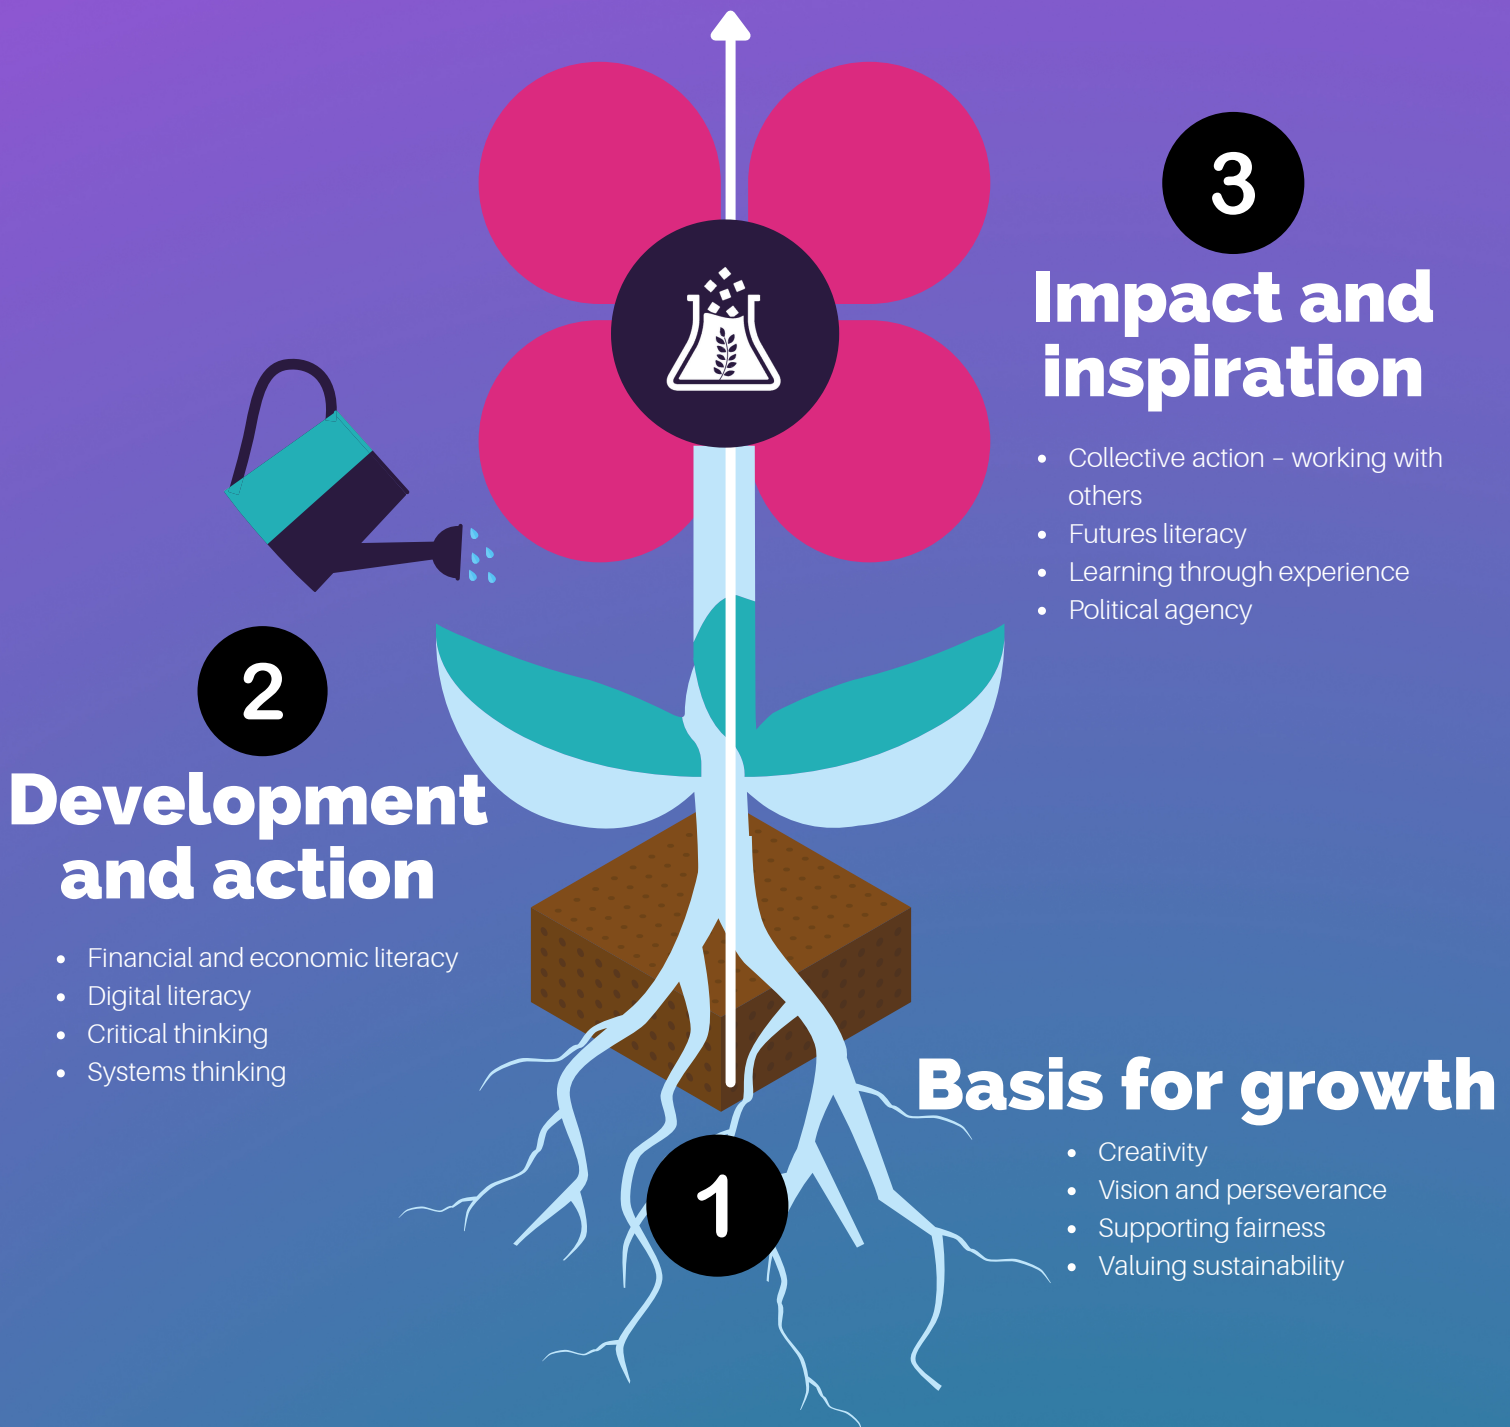 3
Impact and
inspiration
• Collective action – working with
others
• Futures literacy
• Learning through experience
• Political agency
2
Development
and action
• Financial and economic literacy
• Digital literacy
• Critical thinking
• Systems thinking
Basis for growth
1
• Creativity
• Vision and perseverance
• Supporting fairness
• Valuing sustainability